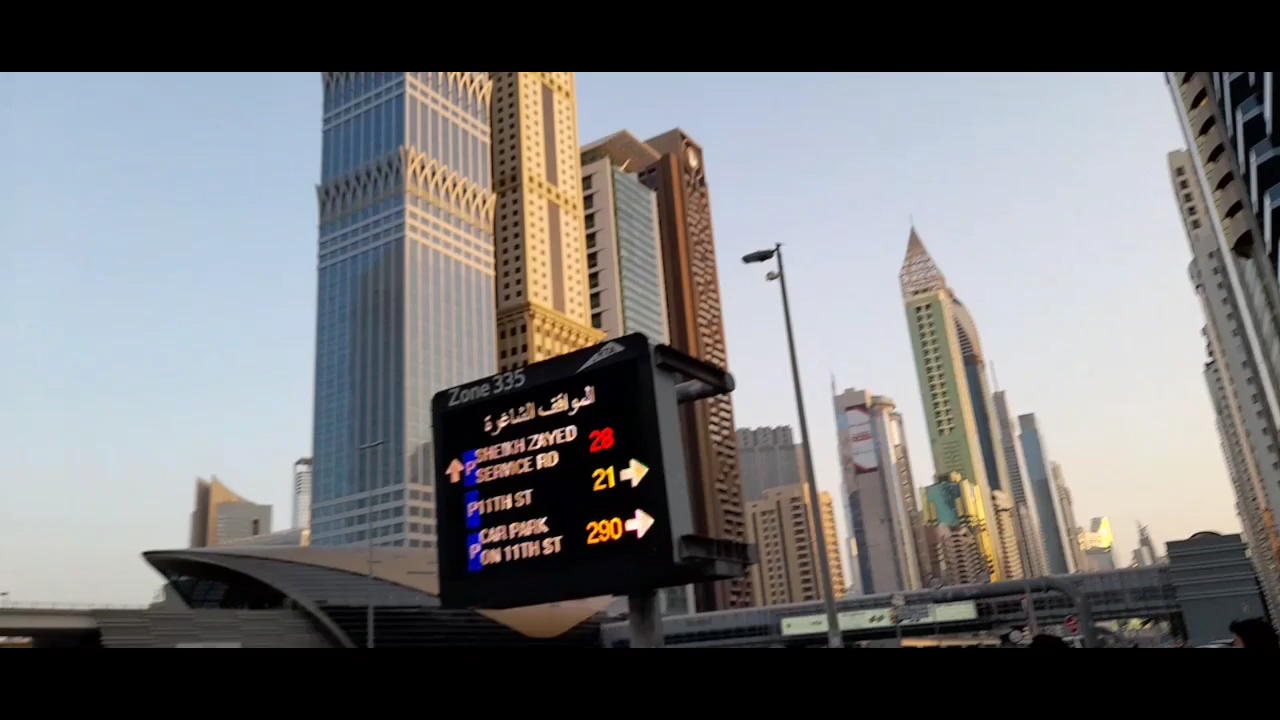 Zone 335
المواقف الشاغرة
P SHEIKH ZAYED 28
SERVICE RD
P 11TH ST 21
P CAR PARK 290
ON 11TH ST